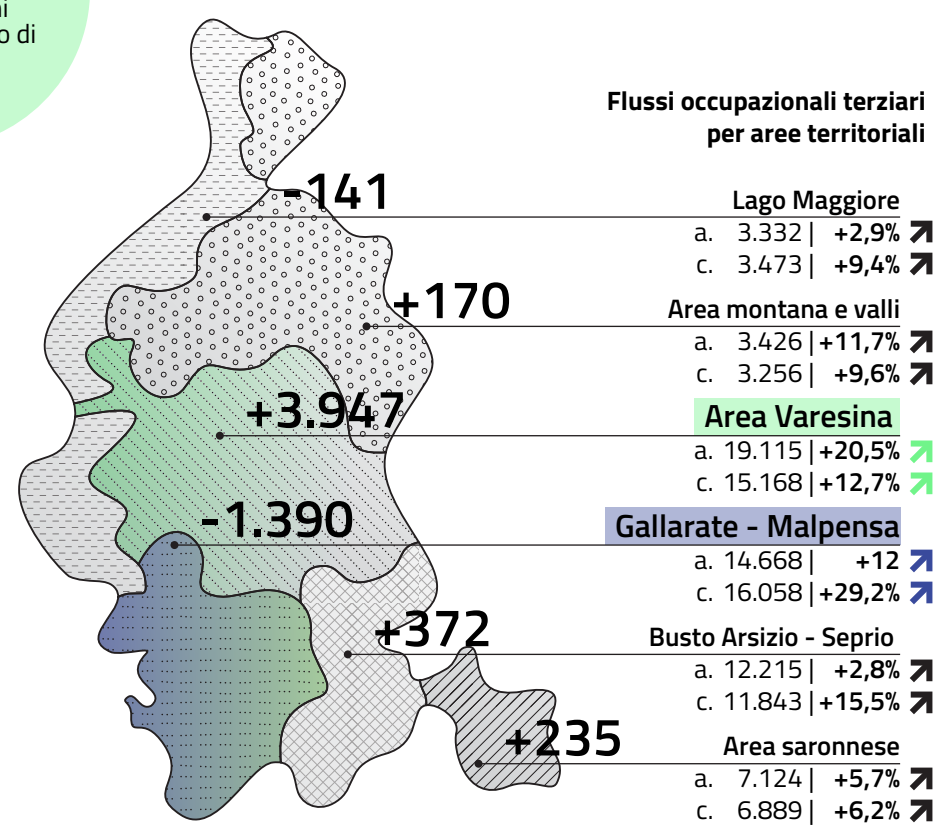 ni
o di
Flussi occupazionali terziari
per aree territoriali
-141
Lago Maggiore
a. 3.332 | +2,9%
c. 3.473 | +9,4%
+170
Area montana e valli
a. 3.426 | +11,7%
c. 3.256 | +9,6%
+3.947
Area Varesina
a. 19.115 | +20,5%
c. 15.168 | +12,7%
-1.390
Gallarate - Malpensa
a. 14.668 | +12
c. 16.058 | +29,2%
+372
Busto Arsizio - Seprio
a. 12.215 | +2,8%
c. 11.843 | +15,5%
+235
Area saronnese
a. 7.124 | +5,7%
c. 6.889 | +6,2%